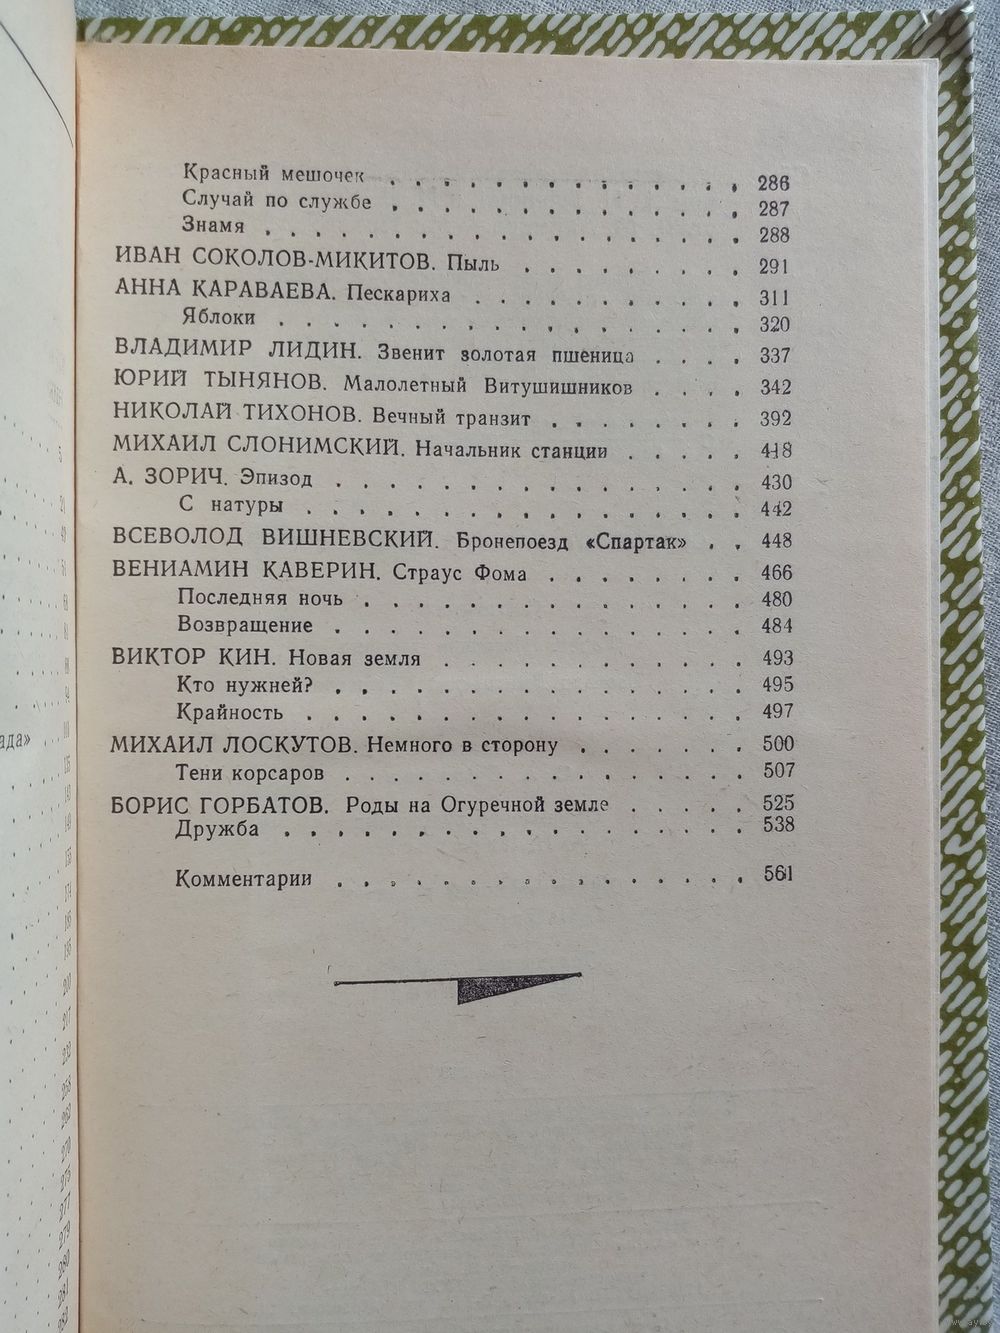 Красный мешочек . . . . . . . . . . . . . . 286
Случай по службе . . . . . . . . . . . . . . 287
Знамя . . . . . . . . . . . . . . . . . . . 288
ИВАН СОКОЛОВ-МИКИТОВ. Пыль . . . . . . . . . 291
АННА КАРАВАЕВА. Пескариха . . . . . . . . . . 311
Яблоки . . . . . . . . . . . . . . . . . . 320
ВЛАДИМИР ЛИДИН. Звенит золотая пшеница . . . . 337
ЮРИЙ ТЫНЯНОВ. Малолетный Витушишников . . . . 342
НИКОЛАЙ ТИХОНОВ. Вечный транзит . . . . . . . . 392
МИХАИЛ СЛОНИМСКИЙ. Начальник станции . . . . . 418
А. ЗОРИЧ. Эпизод . . . . . . . . . . . . . . . 430
С натуры . . . . . . . . . . . . . . . . . 442
ВСЕВОЛОД ВИШНЕВСКИЙ. Бронепоезд «Спартак» . . 448
ВЕНИАМИН КАВЕРИН. Страус Фома . . . . . . . . 466
Последняя ночь . . . . . . . . . . . . . . . 480
Возвращение . . . . . . . . . . . . . . . . 484
ВИКТОР КИН. Новая земля . . . . . . . . . . . . 493
Кто нужней? . . . . . . . . . . . . . . . . 495
Крайность . . . . . . . . . . . . . . . . . 497
МИХАИЛ ЛОСКУТОВ. Немного в сторону . . . . . . . 500
Тени корсаров . . . . . . . . . . . . . . . . 507
БОРИС ГОРБАТОВ. Роды на Огуречной земле . . . . . 525
Дружба . . . . . . . . . . . . . . . . . . 538
Комментарии . . . . . . . . . . . . . . . . 561